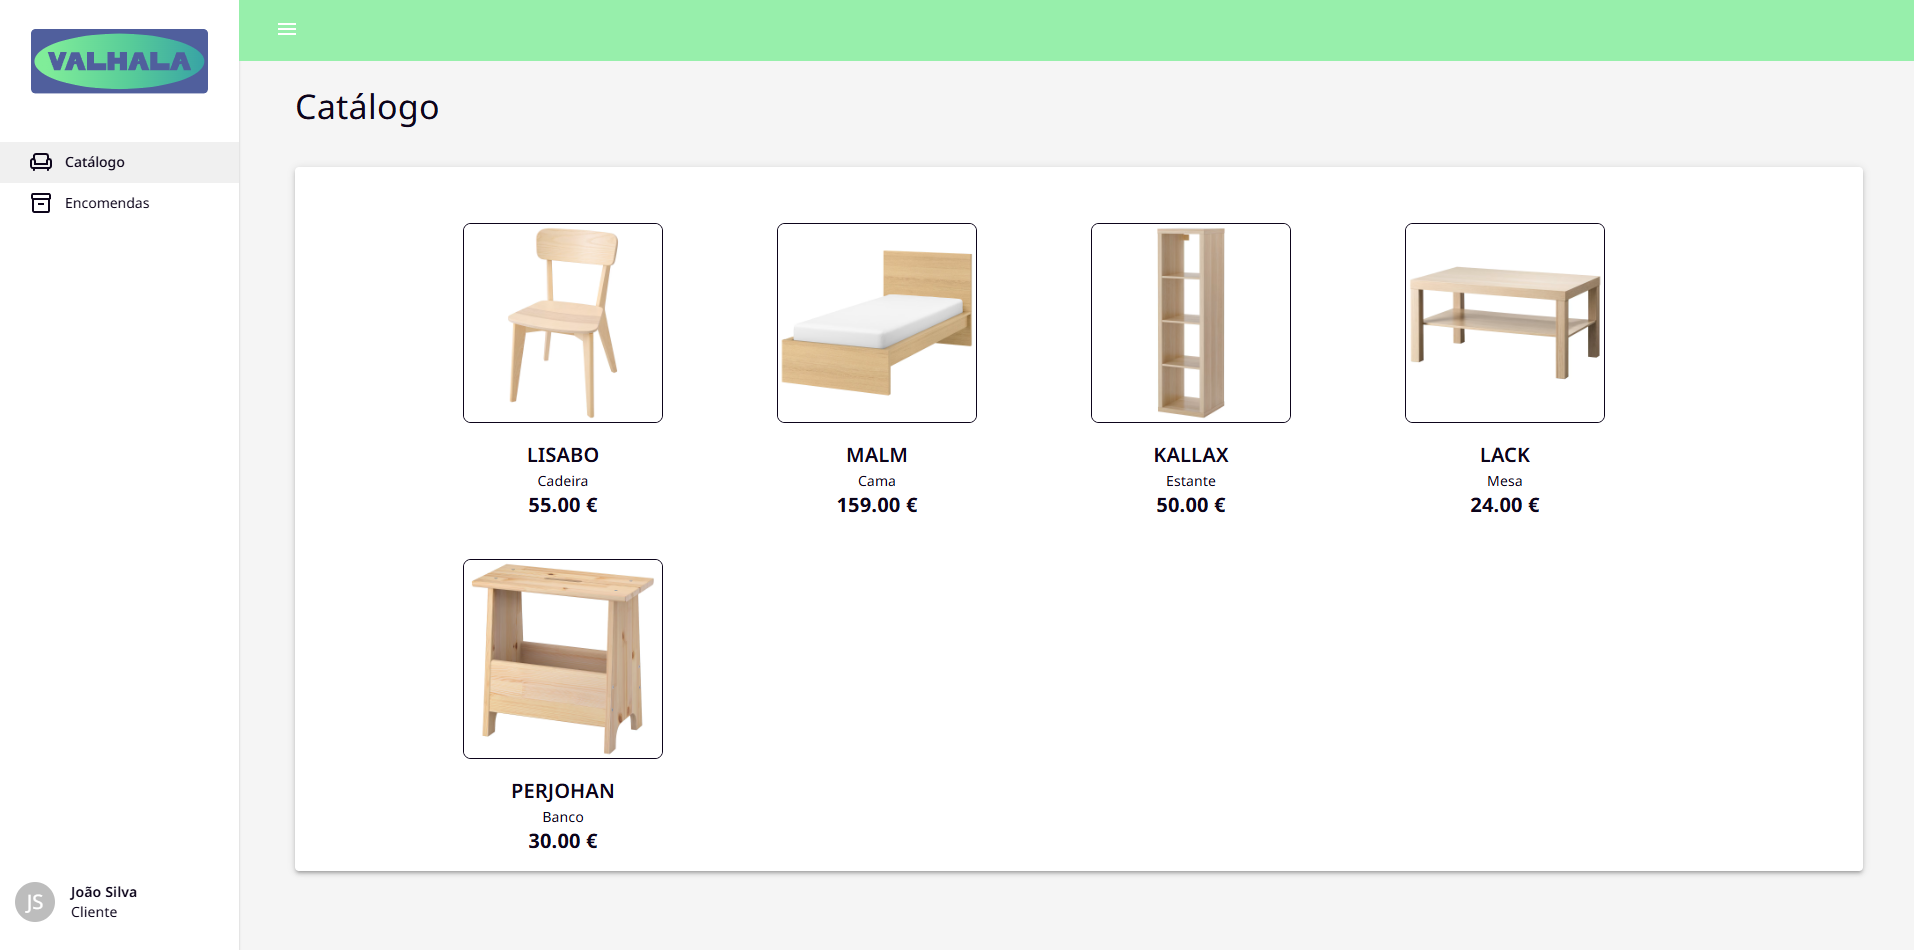 VALHALA
Catálogo
Encomendas
Catálogo
LISABO
Cadeira
55.00 €
MALM
Cama
159.00 €
KALLAX
Estante
50.00 €
LACK
Mesa
24.00 €
PERJOHAN
Banco
30.00 €
JS
João Silva
Cliente